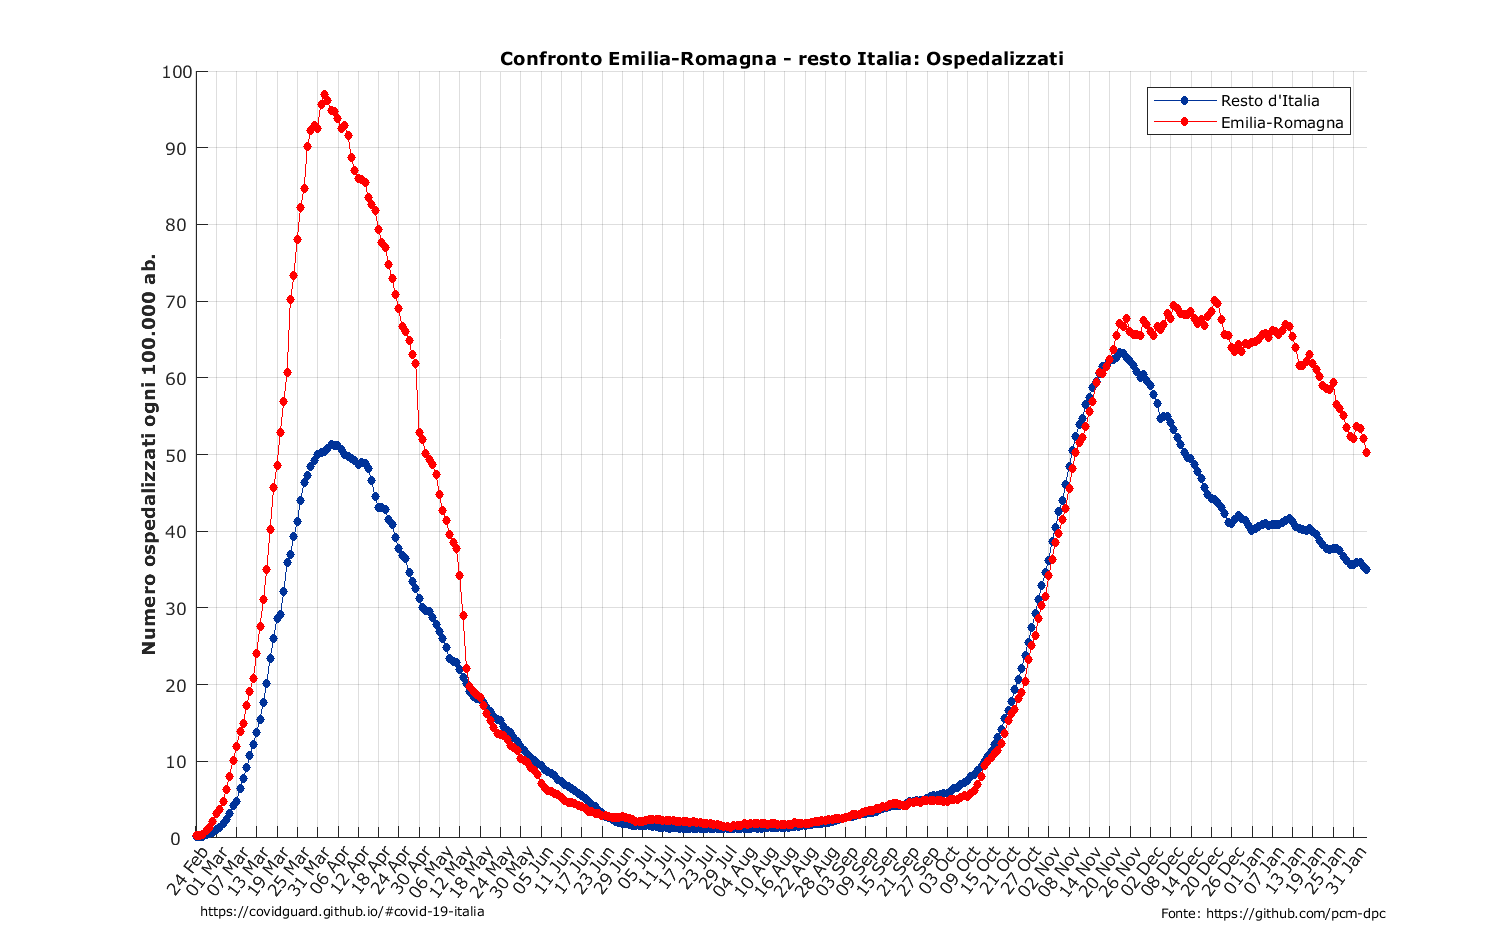 Confronto Emilia-Romagna - resto Italia: Ospedalizzati
Resto d'Italia
Emilia-Romagna
Numero ospedalizzati ogni 100.000 ab.
100
90
80
70
60
50
40
30
20
10
0
24 Feb
01 Mar
07 Mar
13 Mar
19 Mar
25 Mar
31 Mar
06 Apr
12 Apr
18 Apr
24 Apr
30 Apr
06 May
12 May
18 May
24 May
30 May
05 Jun
11 Jun
17 Jun
23 Jun
29 Jun
05 Jul
11 Jul
17 Jul
23 Jul
29 Jul
04 Aug
10 Aug
16 Aug
22 Aug
28 Aug
03 Sep
09 Sep
15 Sep
21 Sep
27 Sep
03 Oct
09 Oct
15 Oct
21 Oct
27 Oct
02 Nov
08 Nov
14 Nov
20 Nov
26 Nov
02 Dec
08 Dec
14 Dec
20 Dec
26 Dec
01 Jan
07 Jan
13 Jan
19 Jan
25 Jan
31 Jan
https://covidguard.github.io/#covid-19-italia
Fonte: https://github.com/pcm-dpc